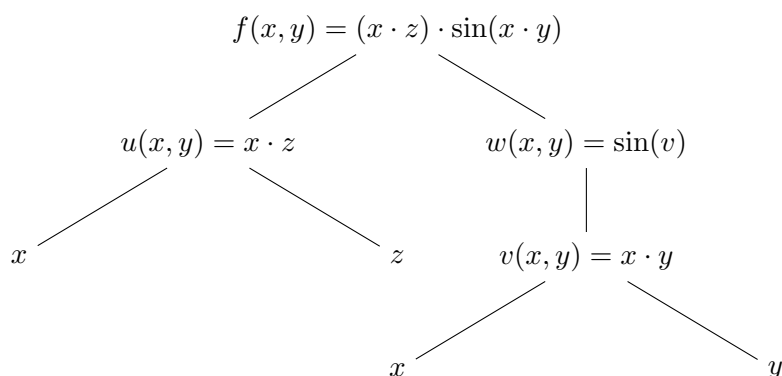 f(x, y) = (x · z) · sin(x · y)
u(x, y) = x · z
w(x, y) = sin(v)
x
z
v(x, y) = x · y
x
y